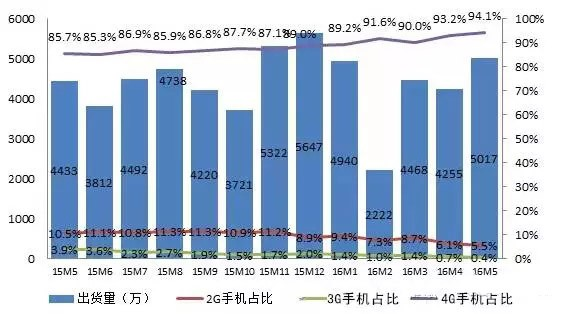 6000 100%
5000 90%
4000 80%
3000 70%
2000 60%
1000 50%
0 40%
30%
20%
10%
0%
85.7% 85.3% 86.9% 85.9% 86.8% 87.7% 87.1% 89.0% 89.2% 91.6% 90.0% 93.2% 94.1%
4433 3812 4492 4738 4220 3721 5322 5647 4940 2222 4468 4255 5017
10.5% 11.1% 10.8% 11.3% 11.3% 10.9% 11.2% 8.9% 9.4% 7.3% 8.7% 6.1% 5.5%
3.9% 3.6% 2.3% 2.7% 1.9% 1.5% 1.7% 2.0% 1.4% 1.0% 1.4% 0.7% 0.4%
15M5 15M6 15M7 15M8 15M9 15M10 15M11 15M12 16M1 16M2 16M3 16M4 16M5
出货量（万） 2G手机占比 3G手机占比 4G手机占比